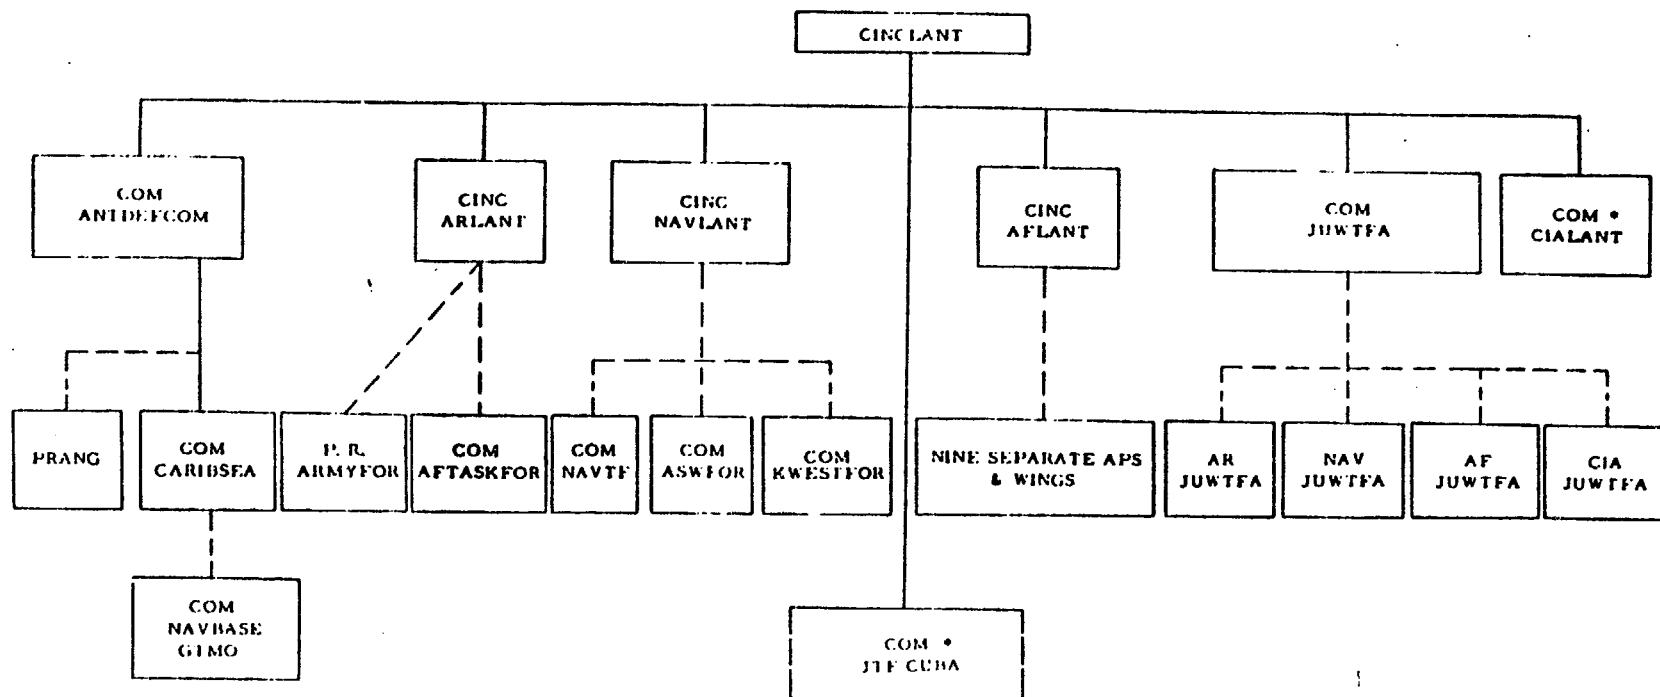 CINCLANT
COM
ANTDEFCOM
CINC
ARLANT
CINC
NAVLANT
CINC
AFLANT
COM
JUWTFA
COM *
CIALANT
PRANG
COM
CARIBSEA
P. R.
ARMYFOR
COM
AFTASKFOR
COM
NAVTF
COM
ASWFOR
COM
KWESTFOR
NINE SEPARATE APS
& WINGS
AR
JUWTFA
NAV
JUWTFA
AF
JUWTFA
CIA
JUWTFA
COM
NAVBASE
GTMO
COM *
JTF CUBA